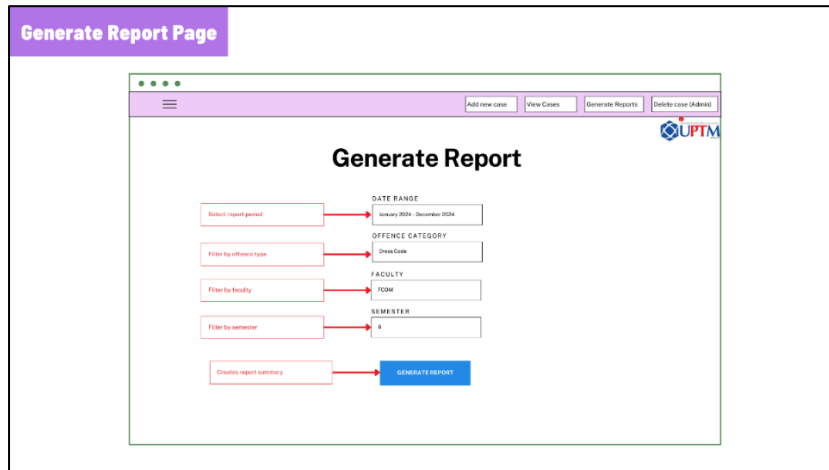 Generate Report Page
Add new case
View Cases
Generate Reports
Delete case (Admin)
UPTM
Generate Report
DATE RANGE
Select report period
January 2024 - December 2024
OFFENCE CATEGORY
Filter by offence type
Dress Code
FACULTY
Filter by faculty
FCOM
SEMESTER
Filter by semester
8
Creates report summary
GENERATE REPORT